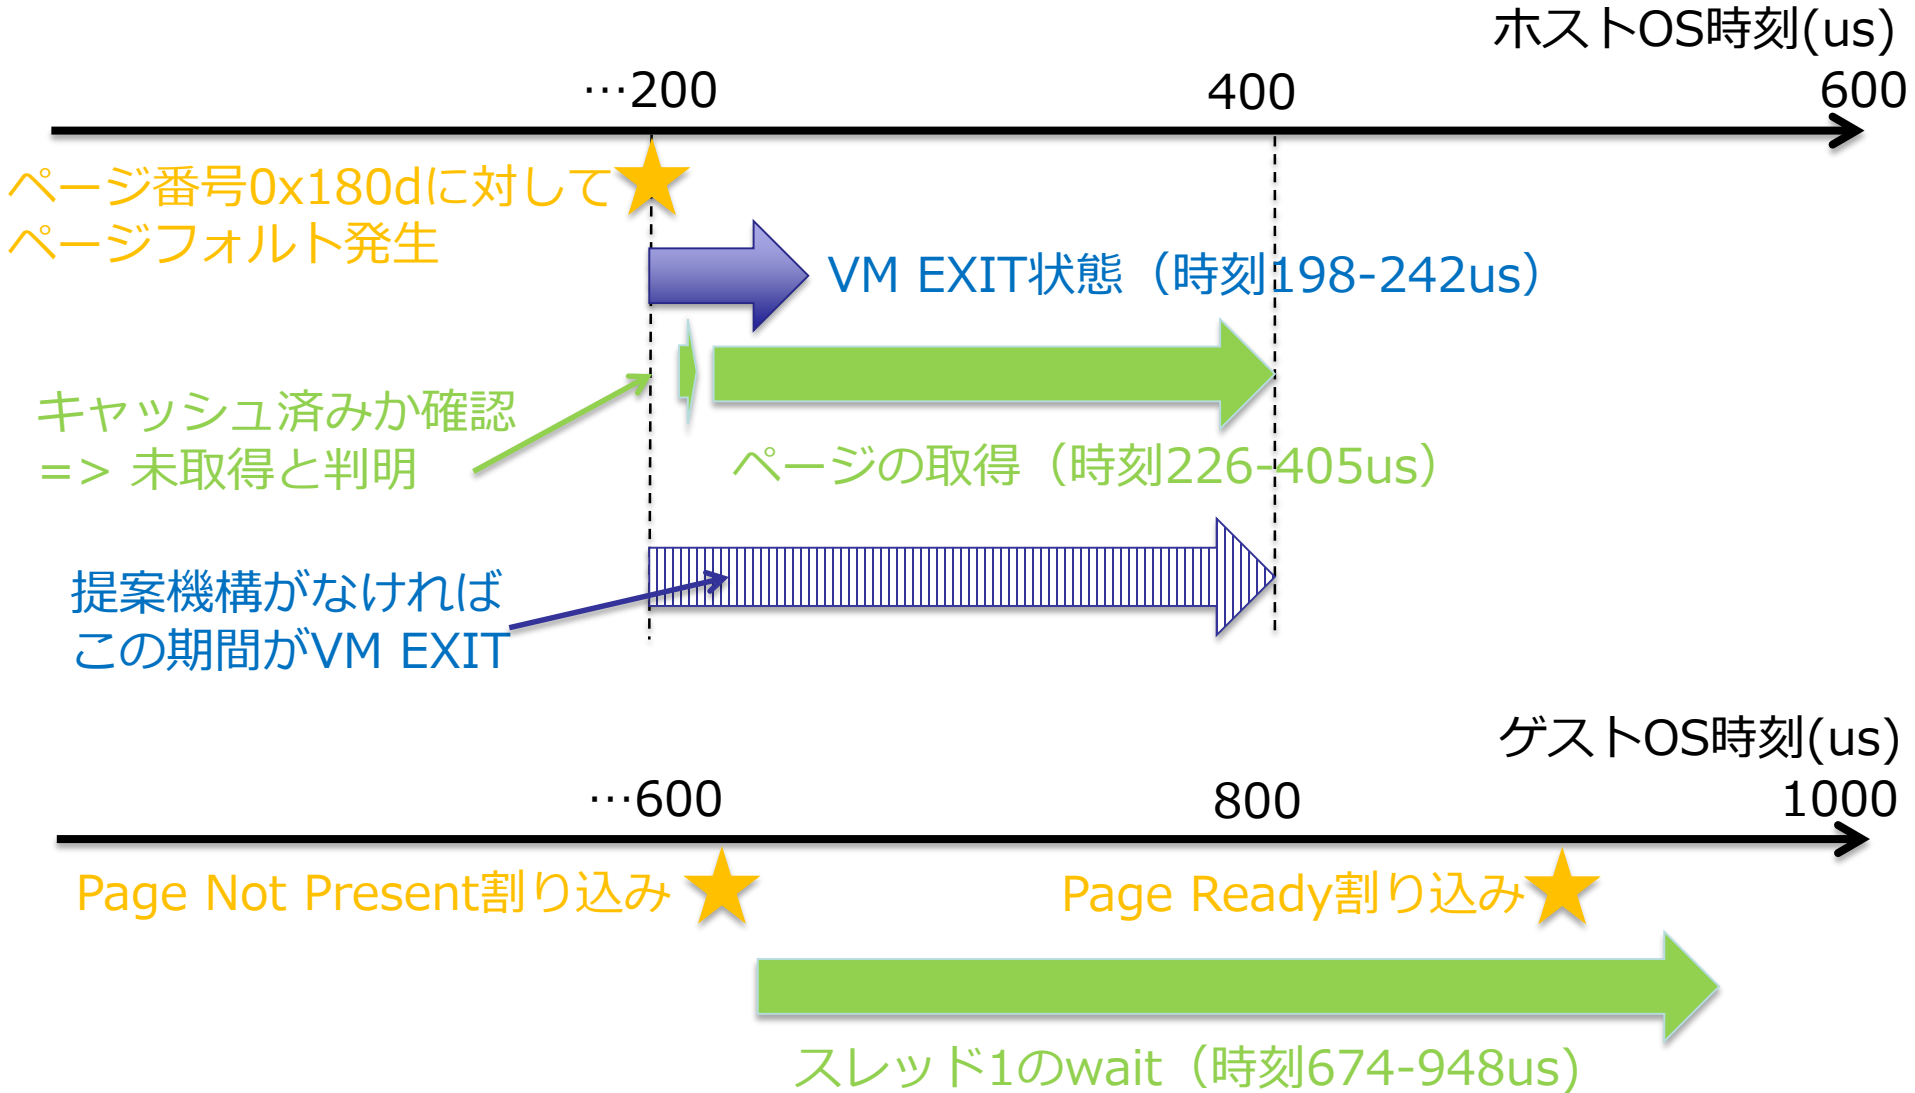 ホストOS時刻(us)
…200
400
600
ページ番号0x180dに対して
ページフォルト発生
VM EXIT状態（時刻198-242us）
キャッシュ済みか確認
=> 未取得と判明
ページの取得（時刻226-405us）
提案機構がなければ
この期間がVM EXIT
ゲストOS時刻(us)
…600
800
1000
Page Not Present割り込み
Page Ready割り込み
スレッド1のwait（時刻674-948us）